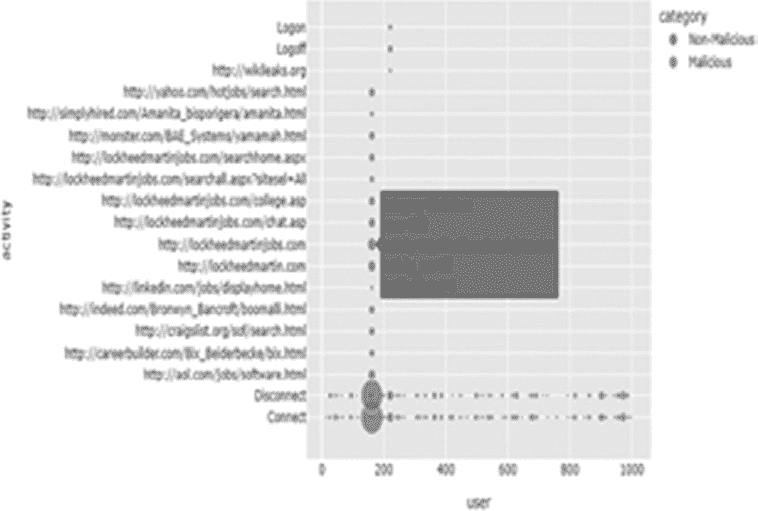 category
Non-Malicious
Malicious
Logon
Logoff
http://wikileaks.org
http://yahoo.com/hotjobs/search.html
http://simplyhired.com/Amanita_bisporigera/amanita.html
http://monster.com/BAE_Systems/yamamah.html
http://lockheedmartinjobs.com/searchhome.aspx
http://lockheedmartinjobs.com/searchall.aspx?sitesel=All
http://lockheedmartinjobs.com/college.asp
http://lockheedmartinjobs.com/chat.asp
http://lockheedmartinjobs.com
http://lockheedmartin.com
http://linkedin.com/jobs/displayhome.html
http://indeed.com/Bronwyn_Bancroft/boomalli.html
http://craigslist.org/sof/search.html
http://careerbuilder.com/Bix_Beiderbecke/bix.html
http://aol.com/jobs/software.html
Disconnect
Connect
activity
0 200 400 600 800 1000
user